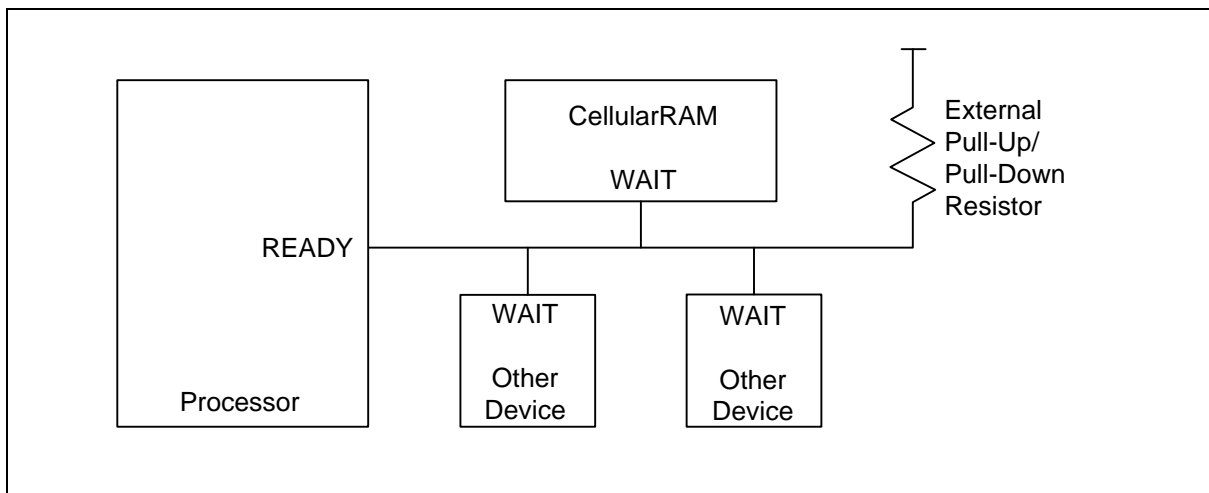 CellularRAM
WAIT
External
Pull-Up/
Pull-Down
Resistor
READY
Processor
WAIT
Other
Device
WAIT
Other
Device